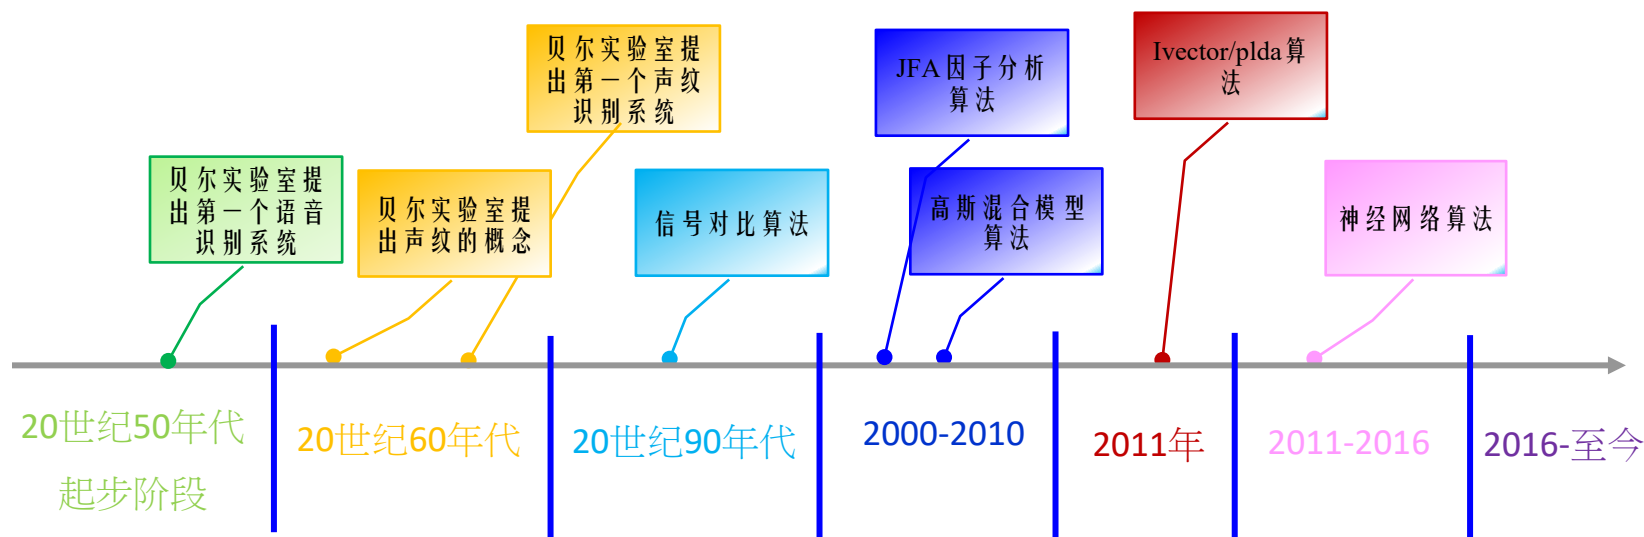 贝尔实验室提
出第一个语音
识别系统
贝尔实验室提
出声纹的概念
贝尔实验室提
出第一个声纹
识别系统
信号对比算法
JFA因子分析
算法
高斯混合模型
算法
Ivector/plda算
法
神经网络算法
20世纪50年代
起步阶段
20世纪60年代
20世纪90年代
2000-2010
2011年
2011-2016
2016-至今